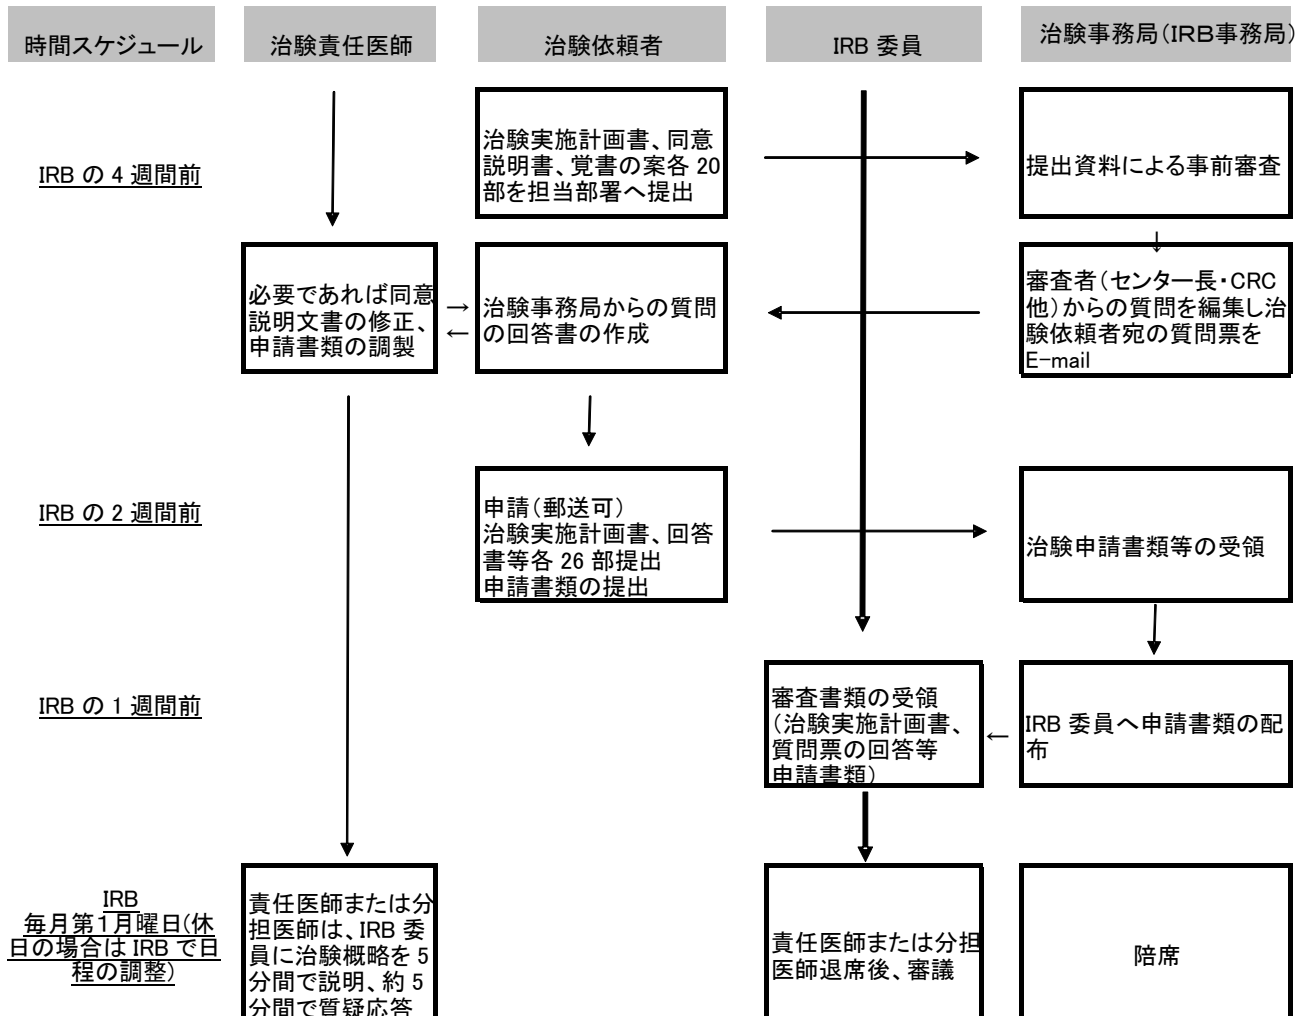 時間スケジュール
治験責任医師
治験依頼者
IRB 委員
治験事務局(IRB事務局)
IRB の 4 週間前
治験実施計画書、同意
説明書、覚書の案各 20
部を担当部署へ提出
→
提出資料による事前審査
↓
必要であれば同意
説明文書の修正、
申請書類の調製
→
←
治験事務局からの質問
の回答書の作成
審査者(センター長・CRC
他)からの質問を編集し治
験依頼者宛の質問票を
E-mail
IRB の 2 週間前
申請(郵送可)
治験実施計画書、回答
書等各 26 部提出
申請書類の提出
治験申請書類等の受領
IRB の 1 週間前
審査書類の受領
(治験実施計画書、
質問票の回答等
申請書類)
←
IRB 委員へ申請書類の配
布
IRB
毎月第1月曜日(休
日の場合は IRB で日
程の調整)
責任医師または分
担医師は、IRB 委
員に治験概略を 5
分間で説明、約 5
分間で質疑応答
責任医師または分担
医師退席後、審議
陪席